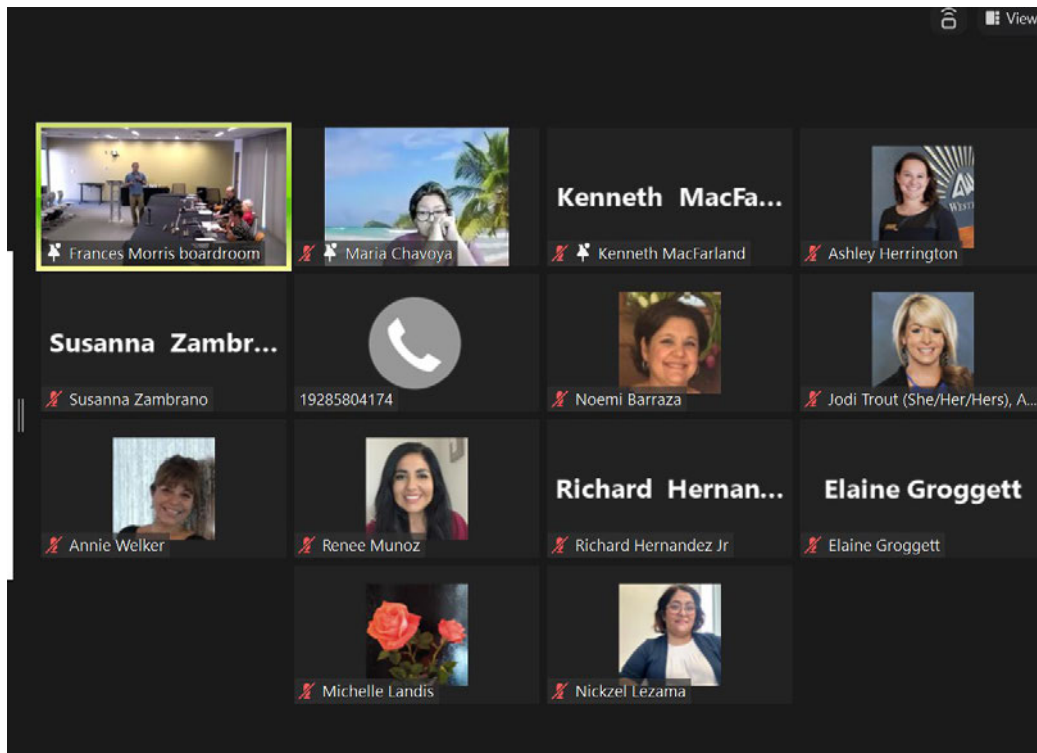 View
Frances Morris boardroom
Maria Chavoya
Kenneth MacFa...
Kenneth MacFarland
WEST
Ashley Herrington
Susanna Zambr...
Susanna Zambrano
19285804174
Noemi Barraza
Jodi Trout (She/Her/Hers), A...
Annie Welker
Renee Munoz
Richard Hernan...
Richard Hernandez Jr
Elaine Groggett
Elaine Groggett
Michelle Landis
Nickzel Lezama